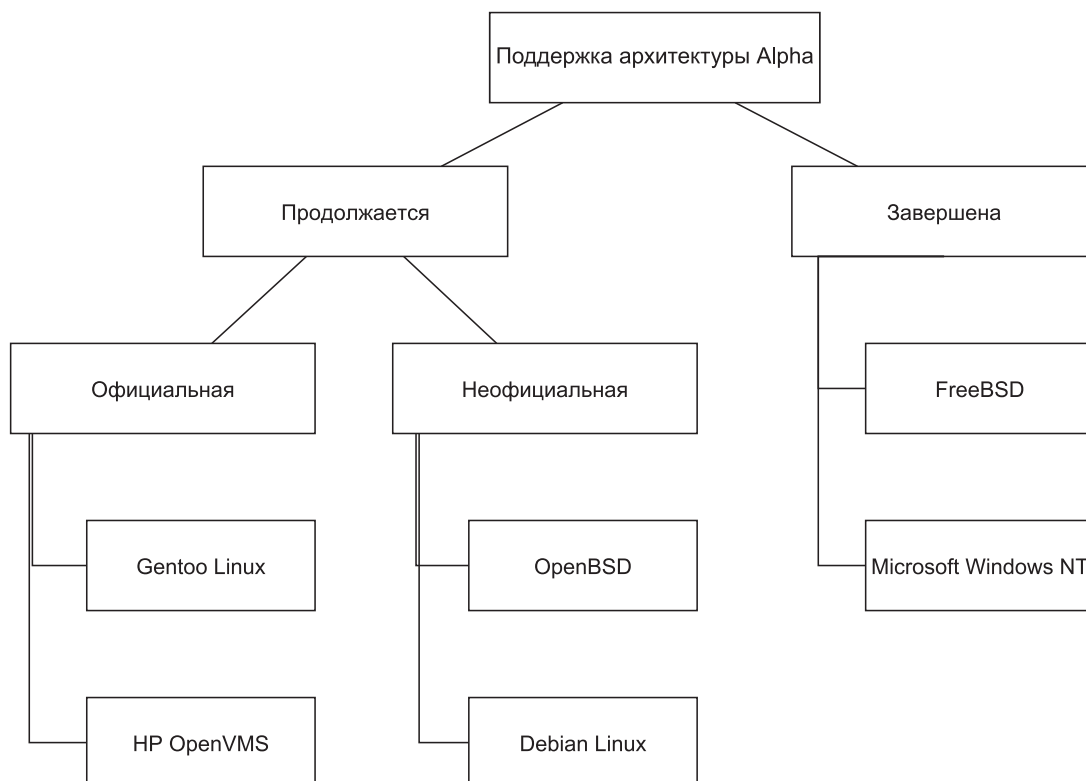 Поддержка архитектуры Alpha
Продолжается
Завершена
Официальная
Неофициальная
FreeBSD
Gentoo Linux
OpenBSD
Microsoft Windows NT
HP OpenVMS
Debian Linux